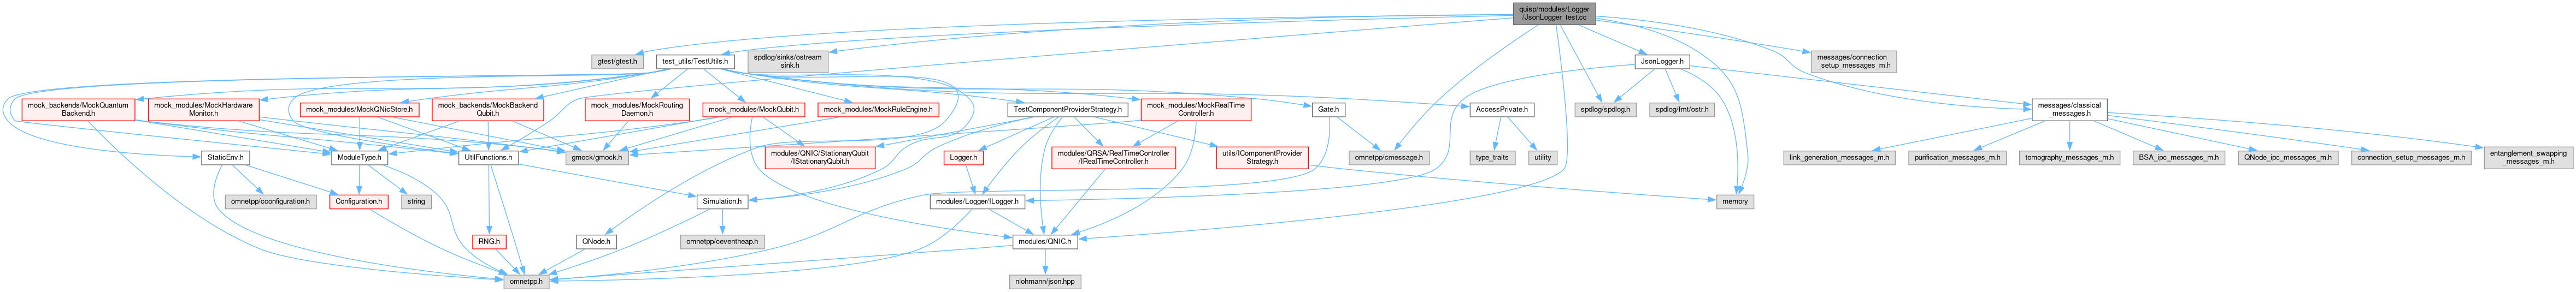 quisp/modules/Logger
/JsonLogger_test.cc
gtest/gtest.h
test_utils/TestUtils.h
spdlog/sinks/ostream
_sink.h
JsonLogger.h
messages/connection
_setup_messages_m.h
mock_backends/MockQuantum
Backend.h
mock_modules/MockHardware
Monitor.h
mock_modules/MockQNicStore.h
mock_backends/MockBackend
Qubit.h
mock_modules/MockRouting
Daemon.h
mock_modules/MockQubit.h
mock_modules/MockRuleEngine.h
TestComponentProviderStrategy.h
mock_modules/MockRealTime
Controller.h
Gate.h
AccessPrivate.h
spdlog/spdlog.h
spdlog/fmt/ostr.h
messages/classical
_messages.h
StaticEnv.h
ModuleType.h
UtilFunctions.h
gmock/gmock.h
modules/QNIC/StationaryQubit
/IStationaryQubit.h
Logger.h
modules/QRSA/RealTimeController
/IRealTimeController.h
utils/IComponentProvider
Strategy.h
omnetpp/cmessage.h
type_traits
utility
link_generation_messages_m.h
purification_messages_m.h
tomography_messages_m.h
BSA_ipc_messages_m.h
QNode_ipc_messages_m.h
connection_setup_messages_m.h
entanglement_swapping
_messages_m.h
omnetpp/cconfiguration.h
Configuration.h
string
Simulation.h
modules/Logger/ILogger.h
memory
RNG.h
QNode.h
omnetpp/ceventheap.h
modules/QNIC.h
omnetpp.h
nlohmann/json.hpp